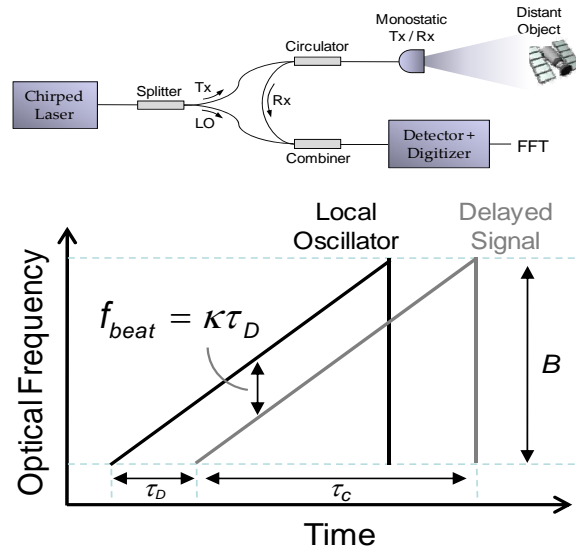 Monostatic
Tx / Rx
Distant
Object
Circulator
Splitter
Tx
Chirped
Laser
Rx
LO
Detector +
Digitizer
FFT
Combiner
Local
Oscillator
Delayed
Signal
Optical Frequency
f_beat = κτ_D
B
τ_D
τ_c
Time